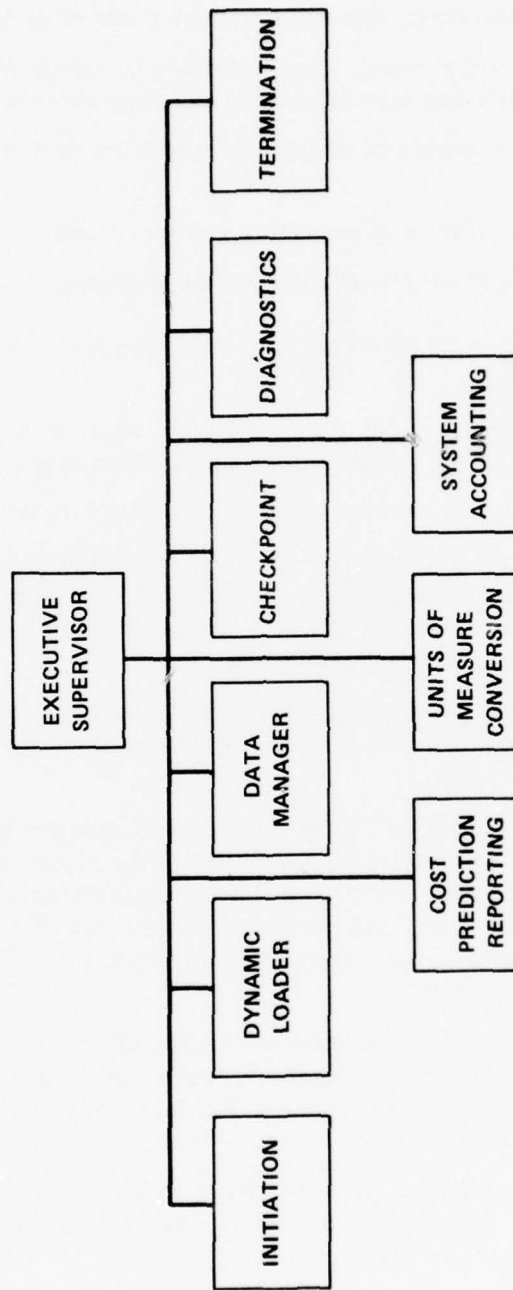 EXECUTIVE
SUPERVISOR
INITIATION
DYNAMIC
LOADER
DATA
MANAGER
CHECKPOINT
DIAGNOSTICS
TERMINATION
COST
PREDICTION
REPORTING
UNITS OF
MEASURE
CONVERSION
SYSTEM
ACCOUNTING